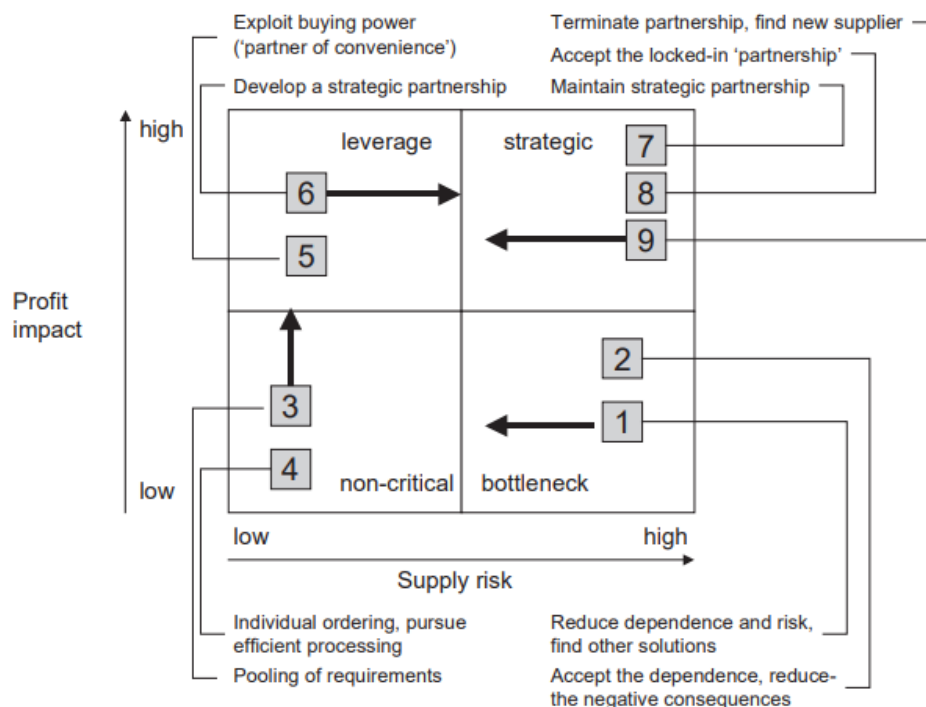 Exploit buying power
(‘partner of convenience’)
Develop a strategic partnership
Terminate partnership, find new supplier
Accept the locked-in ‘partnership’
Maintain strategic partnership
high
leverage
strategic
7
6
8
5
9
Profit
impact
2
3
1
4
low
non-critical
bottleneck
low
high
Supply risk
Individual ordering, pursue
efficient processing
Pooling of requirements
Reduce dependence and risk,
find other solutions
Accept the dependence, reduce-
the negative consequences